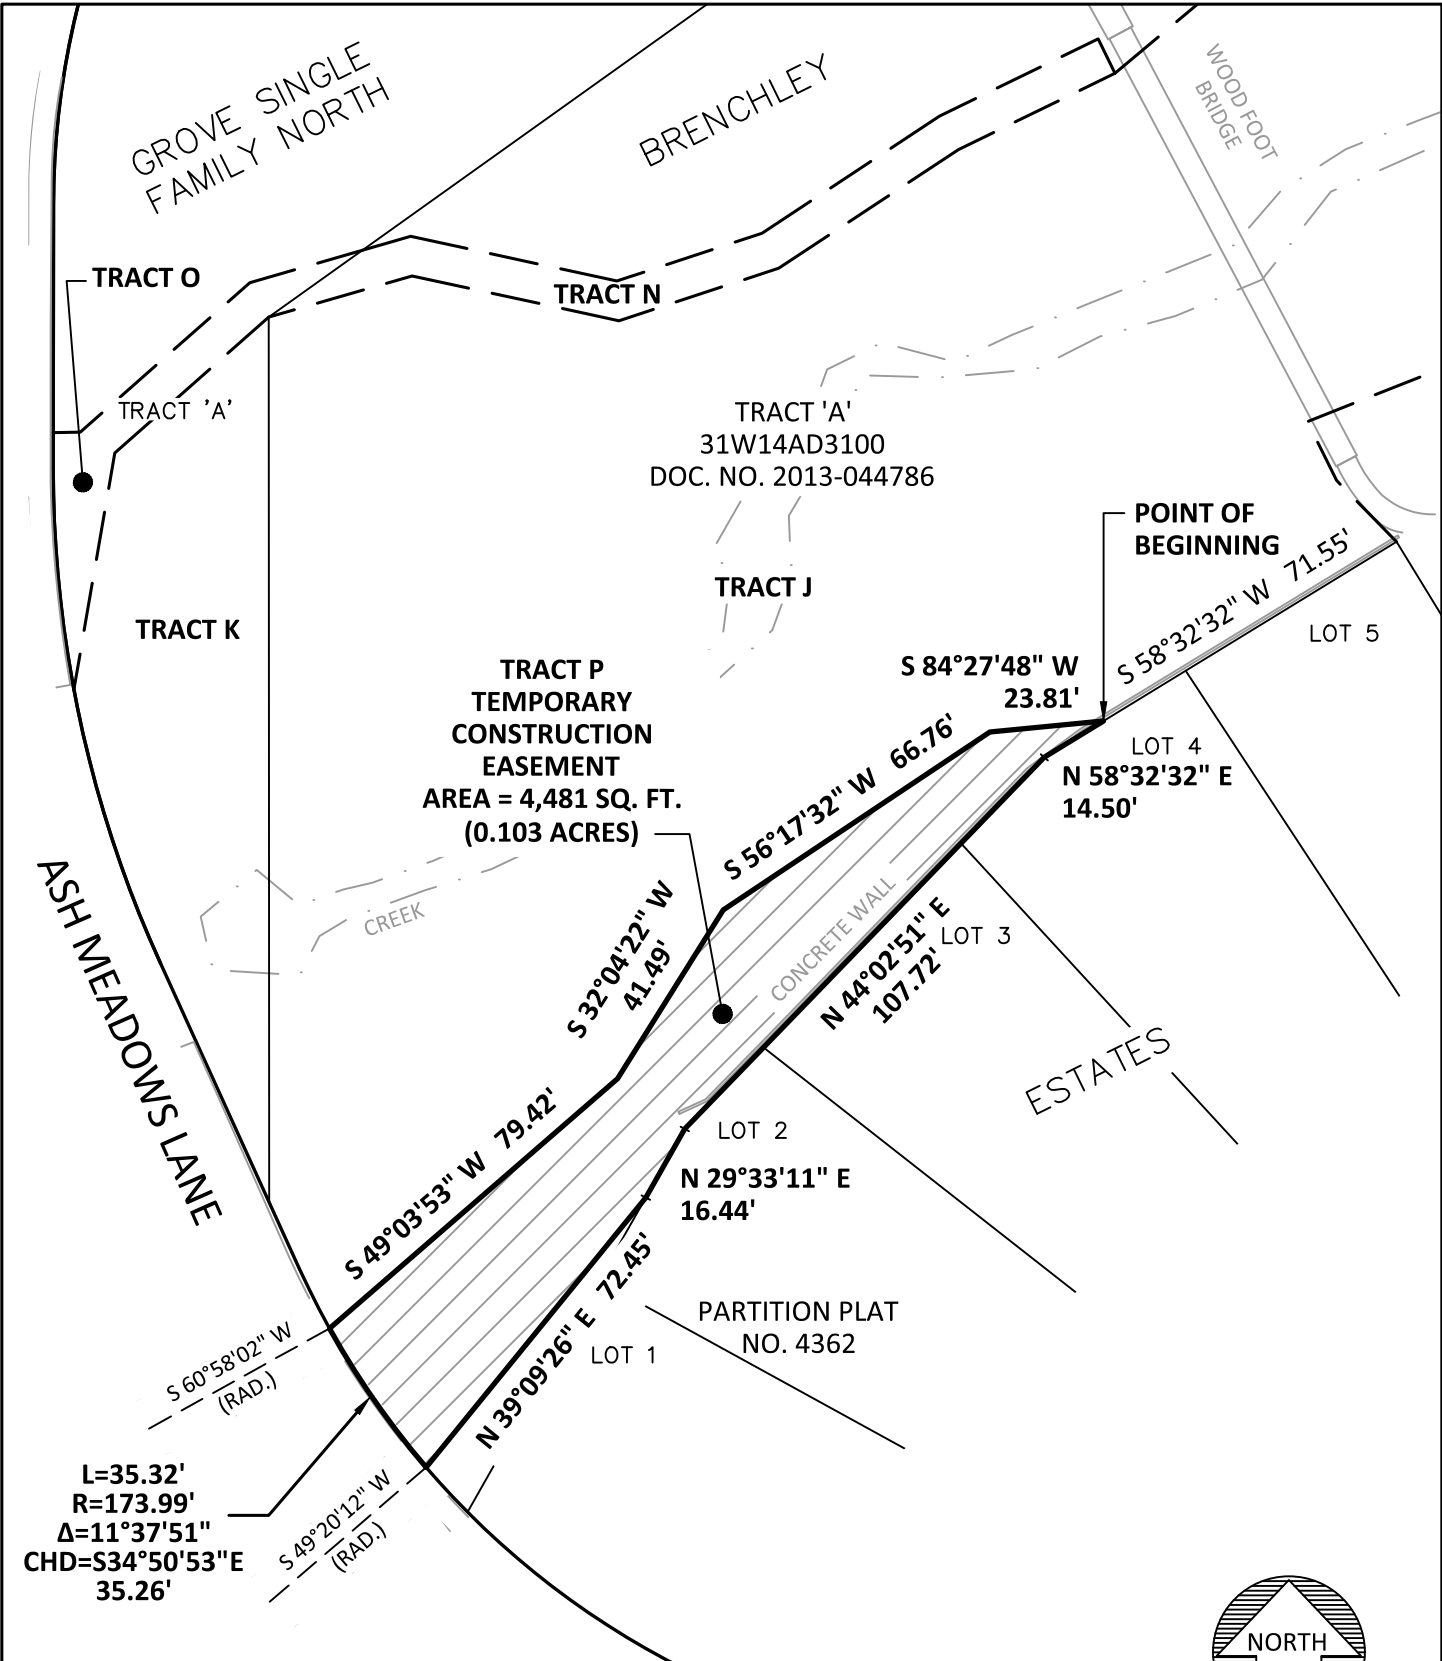 GROVE SINGLE
FAMILY NORTH
BRENCHLEY
WOOD FOOT
BRIDGE
TRACT O
TRACT N
TRACT 'A'
TRACT 'A'
31W14AD3100
DOC. NO. 2013-044786
POINT OF
BEGINNING
S 58°32'32" W 71.55'
TRACT J
TRACT K
LOT 5
TRACT P
TEMPORARY
CONSTRUCTION
EASEMENT
AREA = 4,481 SQ. FT.
(0.103 ACRES)
S 84°27'48" W
23.81'
S 56°17'32" W 66.76'
LOT 4
N 58°32'32" E
14.50'
ASH MEADOWS LANE
CREEK
S 32°04'22" W
41.49'
CONCRETE WALL
N 44°02'51" E
107.72'
LOT 3
ESTATES
S 49°03'53" W 79.42'
LOT 2
N 29°33'11" E
16.44'
N 39°09'26" E 72.45'
PARTITION PLAT
NO. 4362
LOT 1
S 60°58'02" W
(RAD.)
L=35.32'
R=173.99'
Δ=11°37'51"
CHD=S34°50'53"E
35.26'
S 49°20'12" W
(RAD.)
NORTH